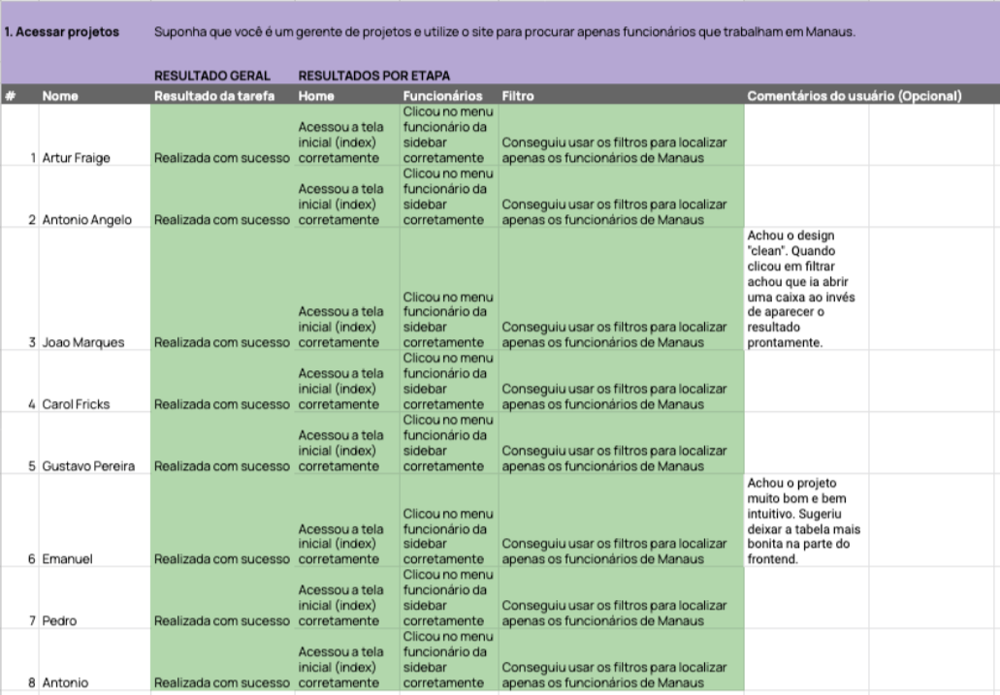 1. Acessar projetos Suponha que você é um gerente de projetos e utilize o site para procurar apenas funcionários que trabalham em Manaus.
RESULTADO GERAL RESULTADOS POR ETAPA
# Nome Resultado da tarefa Home Funcionários Filtro Comentários do usuário (Opcional)
1 Artur Fraige Realizada com sucesso
Acessou a tela
inicial (index)
corretamente
Clicou no menu
funcionário da
sidebar
corretamente
Conseguiu usar os filtros para localizar
apenas os funcionários de Manaus
2 Antonio Angelo Realizada com sucesso
Acessou a tela
inicial (index)
corretamente
Clicou no menu
funcionário da
sidebar
corretamente
Conseguiu usar os filtros para localizar
apenas os funcionários de Manaus
3 Joao Marques Realizada com sucesso
Acessou a tela
inicial (index)
corretamente
Clicou no menu
funcionário da
sidebar
corretamente
Conseguiu usar os filtros para localizar
apenas os funcionários de Manaus
Achou o design
"clean". Quando
clicou em filtrar
achou que ia abrir
uma caixa ao invés
de aparecer o
resultado
prontamente.
4 Carol Fricks Realizada com sucesso
Acessou a tela
inicial (index)
corretamente
Clicou no menu
funcionário da
sidebar
corretamente
Conseguiu usar os filtros para localizar
apenas os funcionários de Manaus
5 Gustavo Pereira Realizada com sucesso
Acessou a tela
inicial (index)
corretamente
Clicou no menu
funcionário da
sidebar
corretamente
Conseguiu usar os filtros para localizar
apenas os funcionários de Manaus
6 Emanuel Realizada com sucesso
Acessou a tela
inicial (index)
corretamente
Clicou no menu
funcionário da
sidebar
corretamente
Conseguiu usar os filtros para localizar
apenas os funcionários de Manaus
Achou o projeto
muito bom e bem
intuitivo. Sugeriu
deixar a tabela mais
bonita na parte do
frontend.
7 Pedro Realizada com sucesso
Acessou a tela
inicial (index)
corretamente
Clicou no menu
funcionário da
sidebar
corretamente
Conseguiu usar os filtros para localizar
apenas os funcionários de Manaus
8 Antonio Realizada com sucesso
Acessou a tela
inicial (index)
corretamente
Clicou no menu
funcionário da
sidebar
corretamente
Conseguiu usar os filtros para localizar
apenas os funcionários de Manaus